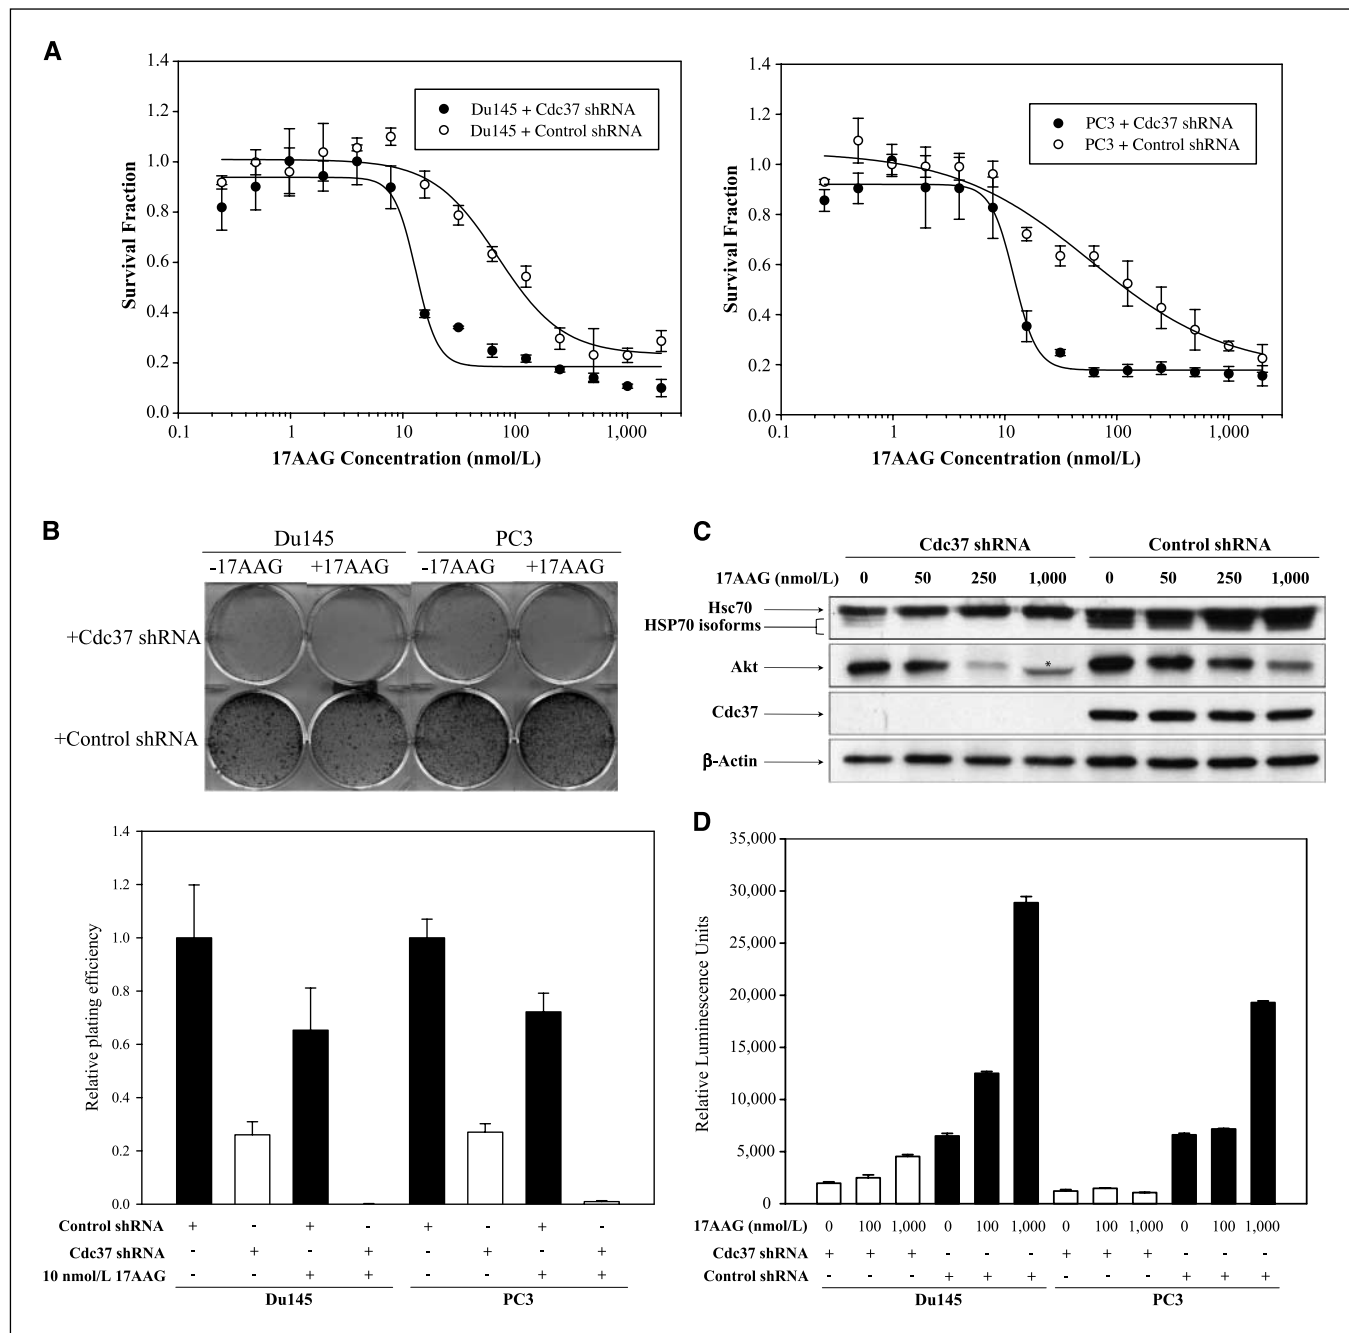 A
1.4
1.2
1.0
0.8
0.6
0.4
0.2
0.0
Survival Fraction
Du145 + Cdc37 shRNA
Du145 + Control shRNA
0.1
1
10
100
1,000
17AAG Concentration (nmol/L)
1.4
1.2
1.0
0.8
0.6
0.4
0.2
0.0
Survival Fraction
PC3 + Cdc37 shRNA
PC3 + Control shRNA
0.1
1
10
100
1,000
17AAG Concentration (nmol/L)
B
Du145
PC3
-17AAG +17AAG -17AAG +17AAG
+Cdc37 shRNA
+Control shRNA
1.4
1.2
1.0
0.8
0.6
0.4
0.2
0.0
Relative plating efficiency
Control shRNA + - + - + - + -
Cdc37 shRNA - + - + - + - +
10 nmol/L 17AAG - - + + - - + +
Du145
PC3
C
Cdc37 shRNA Control shRNA
17AAG (nmol/L) 0 50 250 1,000 0 50 250 1,000
Hsc70
HSP70 isoforms
Akt
*
Cdc37
β-Actin
D
35,000
30,000
25,000
20,000
15,000
10,000
5,000
0
Relative Luminescence Units
17AAG (nmol/L) 0 100 1,000 0 100 1,000 0 100 1,000 0 100 1,000
Cdc37 shRNA + + + - - - + + + - - -
Control shRNA - - - + + + - - - + + +
Du145
PC3